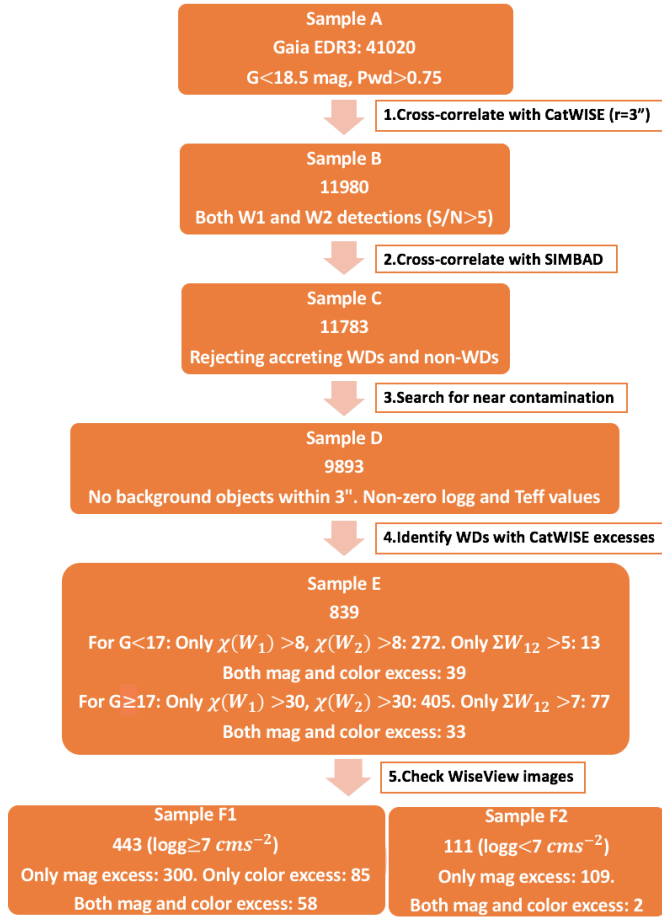 Sample A
Gaia EDR3: 41020
G<18.5 mag, Pwd>0.75
1.Cross-correlate with CatWISE (r=3”)
Sample B
11980
Both W1 and W2 detections (S/N>5)
2.Cross-correlate with SIMBAD
Sample C
11783
Rejecting accreting WDs and non-WDs
3.Search for near contamination
Sample D
9893
No background objects within 3". Non-zero logg and Teff values
4.Identify WDs with CatWISE excesses
Sample E
839
For G<17: Only χ(W₁) >8, χ(W₂) >8: 272. Only ΣW₁₂ >5: 13
Both mag and color excess: 39
For G≥17: Only χ(W₁) >30, χ(W₂) >30: 405. Only ΣW₁₂ >7: 77
Both mag and color excess: 33
5.Check WiseView images
Sample F1
443 (logg≥7 cms⁻²)
Only mag excess: 300. Only color excess: 85
Both mag and color excess: 58
Sample F2
111 (logg<7 cms⁻²)
Only mag excess: 109.
Both mag and color excess: 2